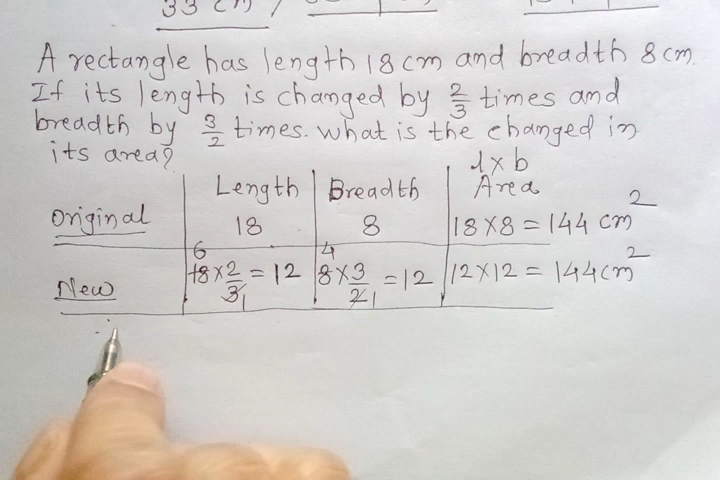 33 cm /
A rectangle has length 18 cm and breadth 8 cm.
If its length is changed by 2/3 times and
breadth by 3/2 times. what is the changed in
its area?
l x b
Length Breadth Area
Original 18 8 18 x 8 = 144 cm²
6 4
New 18 x 2/3 1 = 12 8 x 3/2 1 = 12 12 x 12 = 144 cm²